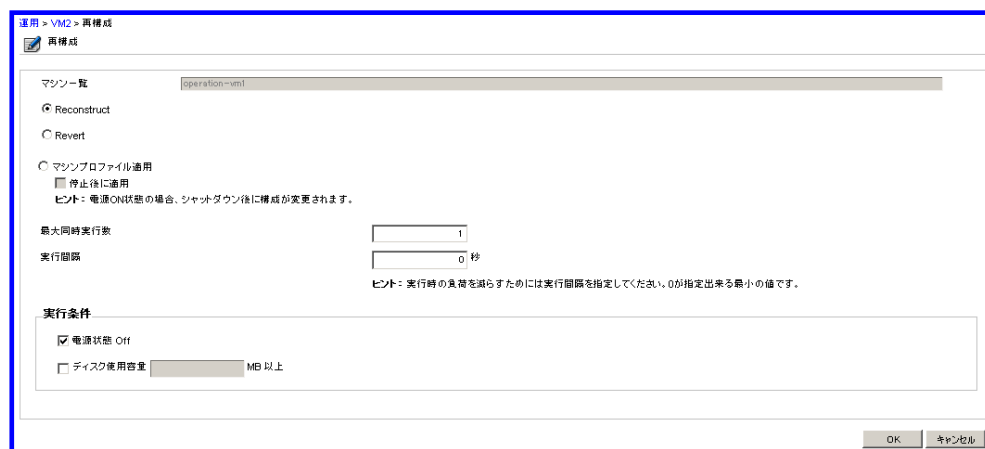 運用 > VM2 > 再構成
再構成
マシン一覧 operation-vm1
Reconstruct
Revert
マシンプロファイル適用
停止後に適用
ヒント: 電源ON状態の場合、シャットダウン後に構成が変更されます。
最大同時実行数 1
実行間隔 0 秒
ヒント: 実行時の負荷を減らすためには実行間隔を指定してください。0が指定出来る最小の値です。
実行条件
電源状態 Off
ディスク使用容量 MB 以上
OK キャンセル